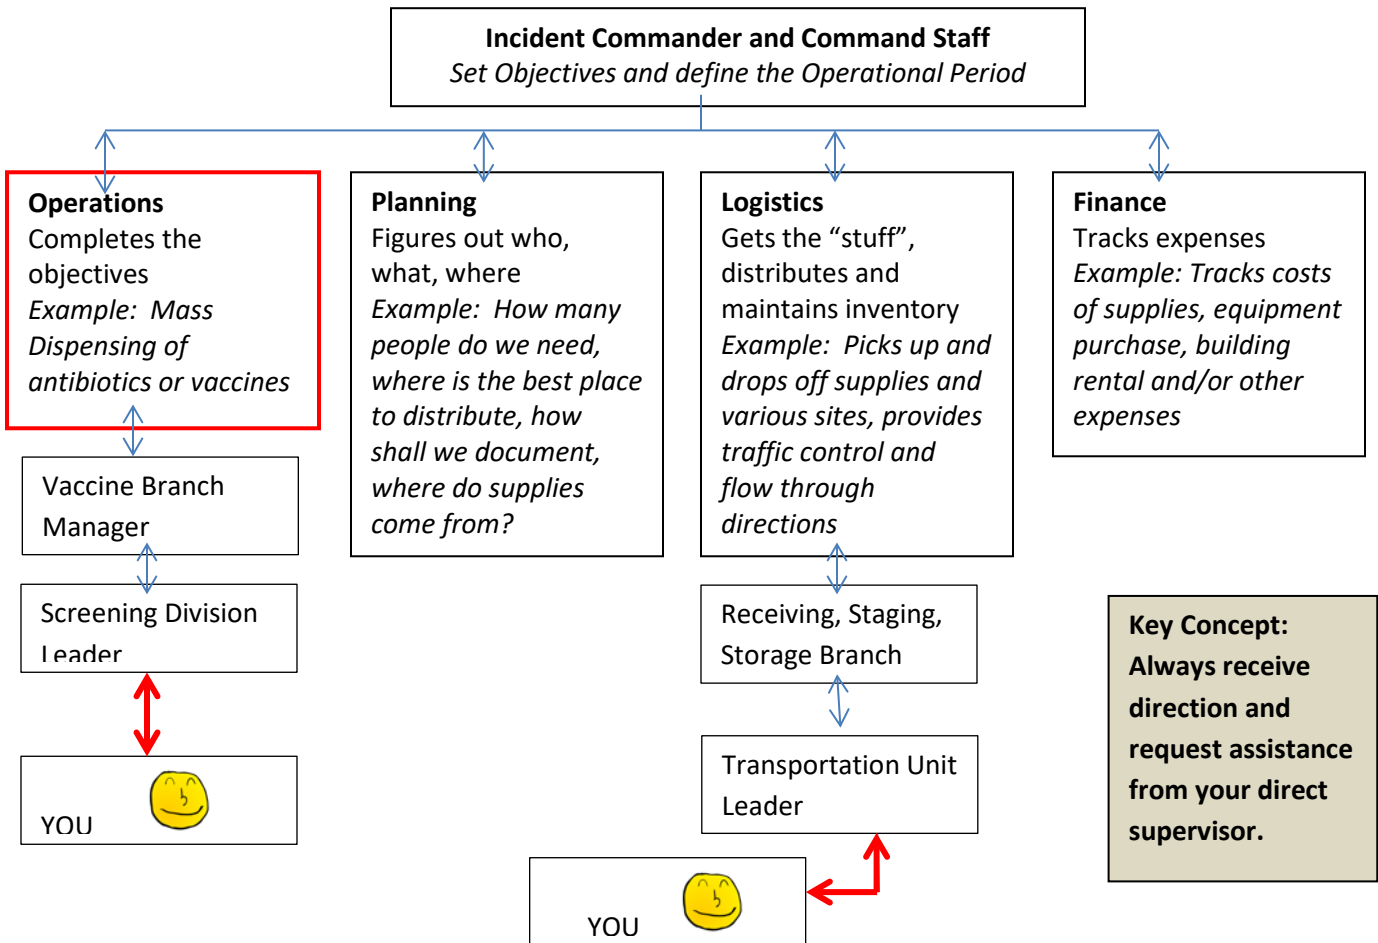 Incident Commander and Command Staff
Set Objectives and define the Operational Period
Operations
Completes the
objectives
Example:  Mass
Dispensing of
antibiotics or vaccines
Planning
Figures out who,
what, where
Example:  How many
people do we need,
where is the best place
to distribute, how
shall we document,
where do supplies
come from?
Logistics
Gets the “stuff”,
distributes and
maintains inventory
Example:  Picks up and
drops off supplies and
various sites, provides
traffic control and
flow through
directions
Finance
Tracks expenses
Example: Tracks costs
of supplies, equipment
purchase, building
rental and/or other
expenses
Vaccine Branch
Manager
Screening Division
Leader
YOU
Receiving, Staging,
Storage Branch
Transportation Unit
Leader
YOU
Key Concept:
Always receive
direction and
request assistance
from your direct
supervisor.